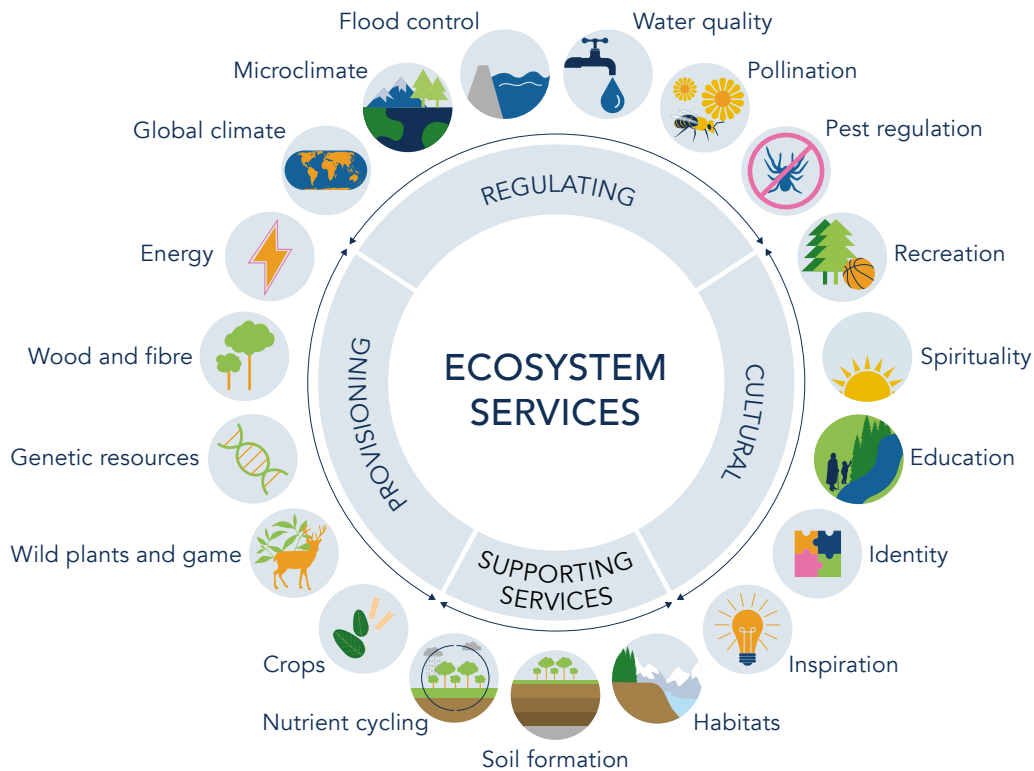 Flood control
Water quality
Microclimate
Pollination
Global climate
Pest regulation
Energy
Recreation
Wood and fibre
Spirituality
Genetic resources
Education
Wild plants and game
Identity
Crops
Inspiration
Nutrient cycling
Habitats
Soil formation
REGULATING
PROVISIONING
CULTURAL
SUPPORTING
SERVICES
ECOSYSTEM
SERVICES